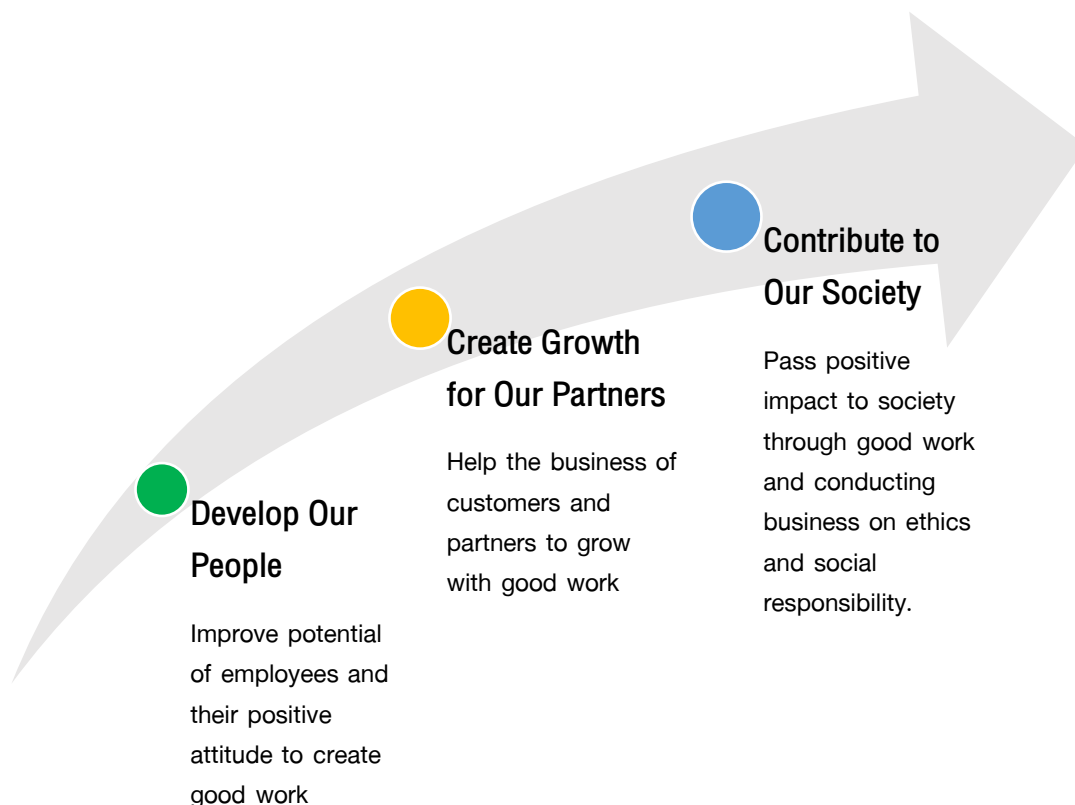 Develop Our
People
Improve potential
of employees and
their positive
attitude to create
good work
Create Growth
for Our Partners
Help the business of
customers and
partners to grow
with good work
Contribute to
Our Society
Pass positive
impact to society
through good work
and conducting
business on ethics
and social
responsibility.